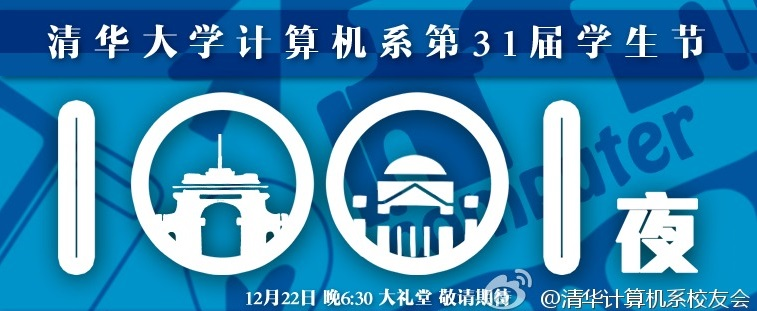 清华大学计算机系第31届学生节
1001夜
Computer
12月22日 晚6:30 大礼堂 敬请期待
@清华计算机系校友会